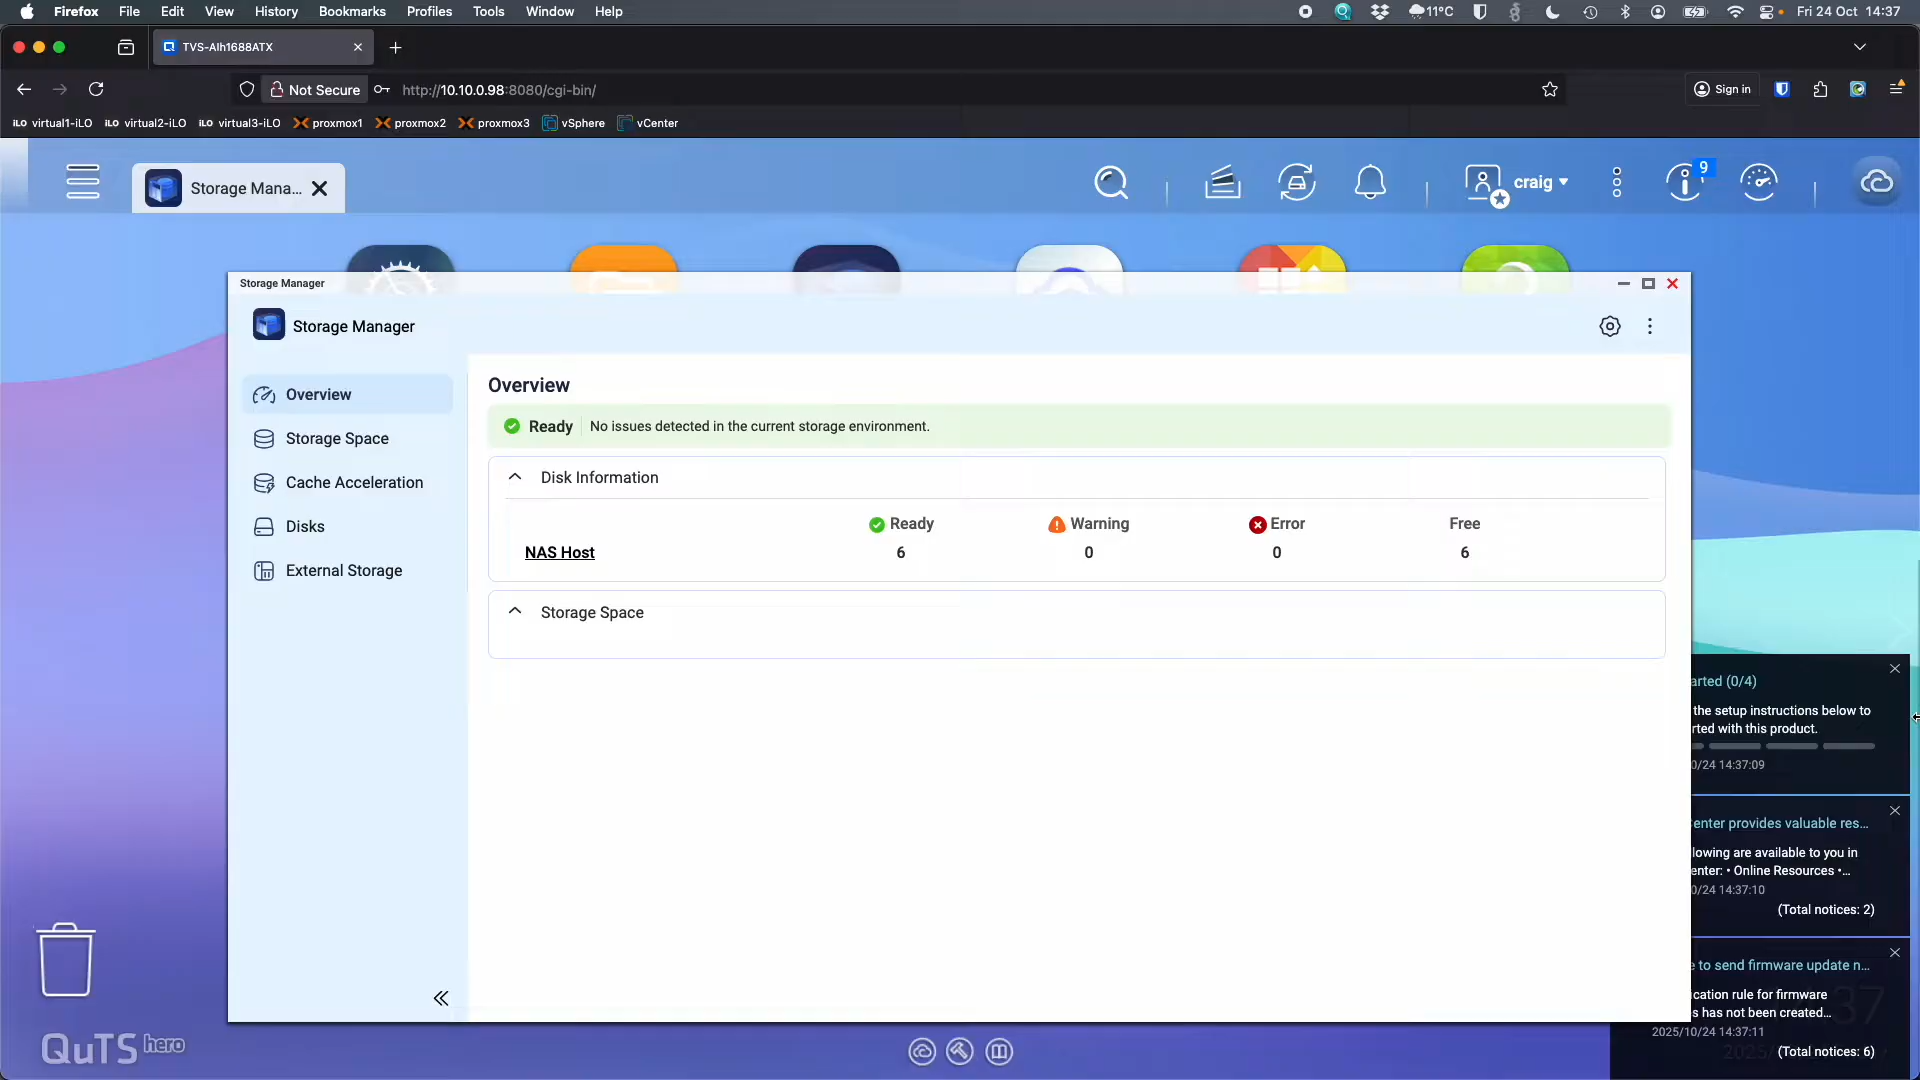 Firefox File Edit View History Bookmarks Profiles Tools Window Help
11°C
Fri 24 Oct 14:37
TVS-AIh1688ATX
Not Secure
http://10.10.0.98:8080/cgi-bin/
Sign in
iLO virtual1-iLO iLO virtual2-iLO iLO virtual3-iLO proxmox1 proxmox2 proxmox3 vSphere vCenter
Storage Mana...
craig
9
Storage Manager
Storage Manager
Overview
Storage Space
Cache Acceleration
Disks
External Storage
Overview
Ready No issues detected in the current storage environment.
Disk Information
Ready Warning Error Free
NAS Host 6 0 0 6
Storage Space
arted (0/4)
the setup instructions below to
rted with this product.
0/24 14:37:09
enter provides valuable res...
lowing are available to you in
enter: • Online Resources •...
0/24 14:37:10
(Total notices: 2)
e to send firmware update n...
ication rule for firmware
s has not been created...
2025/10/24 14:37:11
(Total notices: 6)
QuTS hero